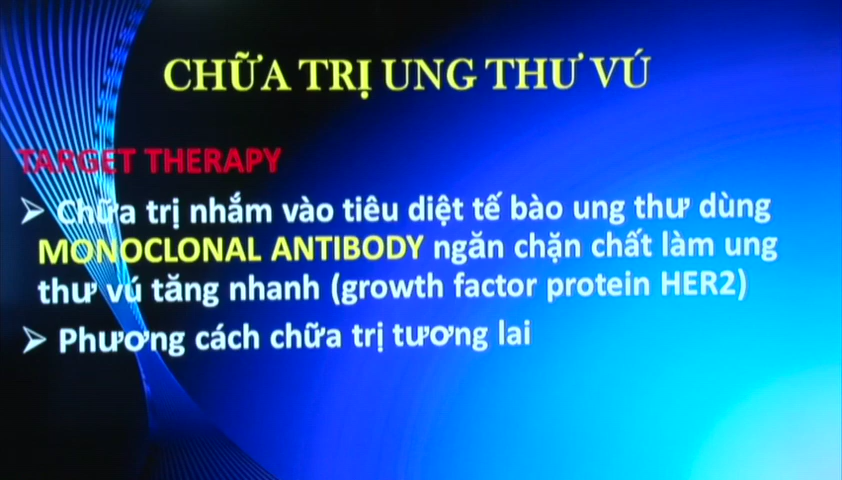 CHỮA TRỊ UNG THƯ VÚ
TARGET THERAPY
➢ Chữa trị nhắm vào tiêu diệt tế bào ung thư dùng
MONOCLONAL ANTIBODY ngăn chặn chất làm ung
thư vú tăng nhanh (growth factor protein HER2)
➢ Phương cách chữa trị tương lai